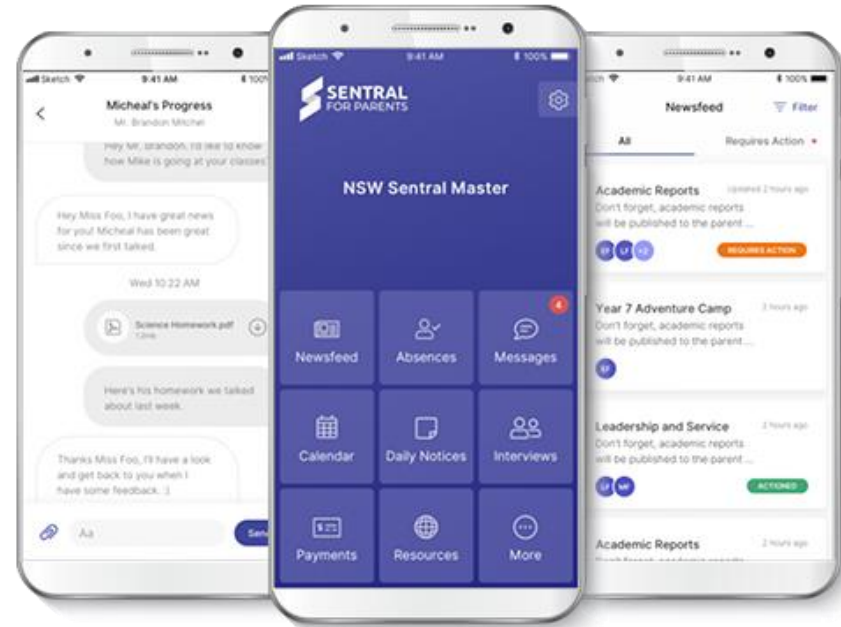 Sketch
9:41 AM
100%
Micheal's Progress
Mr. Brandon Mitchel
Hey Mr. Brandon, I'd like to know
how Mike is going at your classes?
Hey Miss Foo, I have great news
for you! Micheal has been great
since we first talked.
Wed 10:22 AM
Science Homework.pdf
Here's his homework we talked
about last week.
Thanks Miss Foo, I'll have a look
and get back to you when I
have some feedback. :)
Aa
Send
Sketch
9:41 AM
100%
SENTRAL
FOR PARENTS
NSW Sentral Master
4
Newsfeed
Absences
Messages
Calendar
Daily Notices
Interviews
Payments
Resources
More
9:41 AM
100%
Newsfeed
Filter
All
Requires Action
Academic Reports
Updated 2 hours ago
Don't forget, academic reports
will be published to the parent ...
EF LF +2
REQUIRES ACTION
Year 7 Adventure Camp
Don't forget, academic reports
will be published to the parent ...
EF
2 hours ago
Leadership and Service
2 hours ago
Don't forget, academic reports
will be published to the parent ...
LF MF
ACTIONED
Academic Reports
2 hours ago